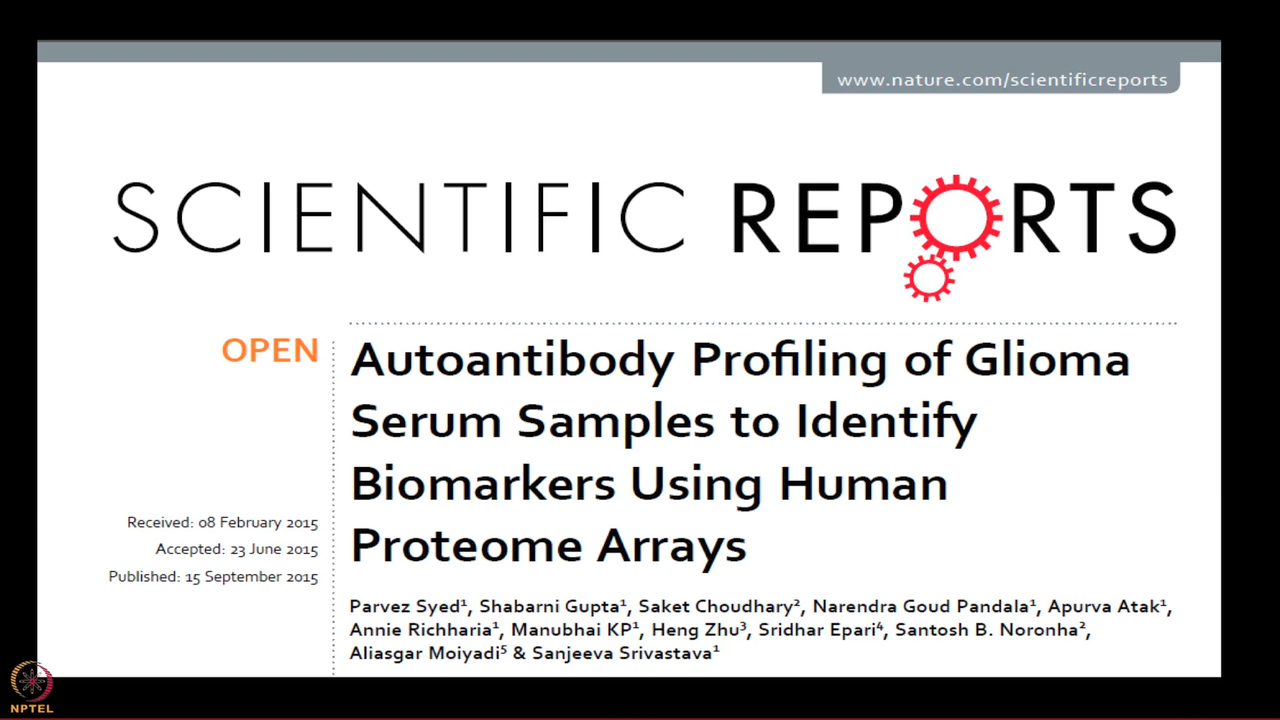 www.nature.com/scientificreports
SCIENTIFIC REPORTS
OPEN
Autoantibody Profiling of Glioma
Serum Samples to Identify
Biomarkers Using Human
Proteome Arrays
Received: 08 February 2015
Accepted: 23 June 2015
Published: 15 September 2015
Parvez Syed¹, Shabarni Gupta¹, Saket Choudhary², Narendra Goud Pandala¹, Apurva Atak¹,
Annie Richharia¹, Manubhai KP¹, Heng Zhu³, Sridhar Epari⁴, Santosh B. Noronha²,
Aliasgar Moiyadi⁵ & Sanjeeva Srivastava¹
NPTEL